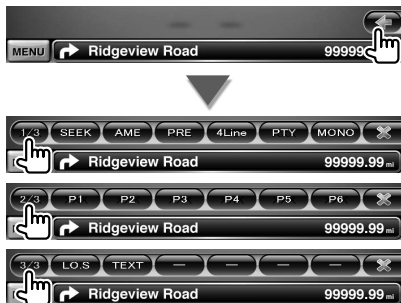 MENU Ridgeview Road 99999
1/3 SEEK AME PRE 4Line PTY MONO
Ridgeview Road 99999.99 mi
2/3 P1 P2 P3 P4 P5 P6
Ridgeview Road 99999.99 mi
3/3 LO.S TEXT — — — —
Ridgeview Road 99999.99 mi